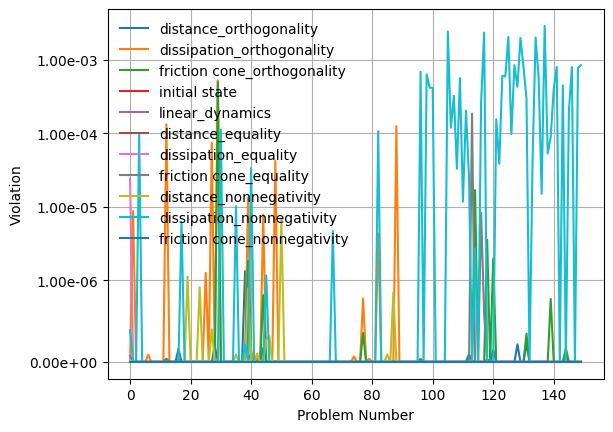 distance_orthogonality
dissipation_orthogonality
friction cone_orthogonality
initial state
linear_dynamics
distance_equality
dissipation_equality
friction cone_equality
distance_nonnegativity
dissipation_nonnegativity
friction cone_nonnegativity
1.00e-03
1.00e-04
1.00e-05
1.00e-06
0.00e+00
Violation
0 20 40 60 80 100 120 140
Problem Number